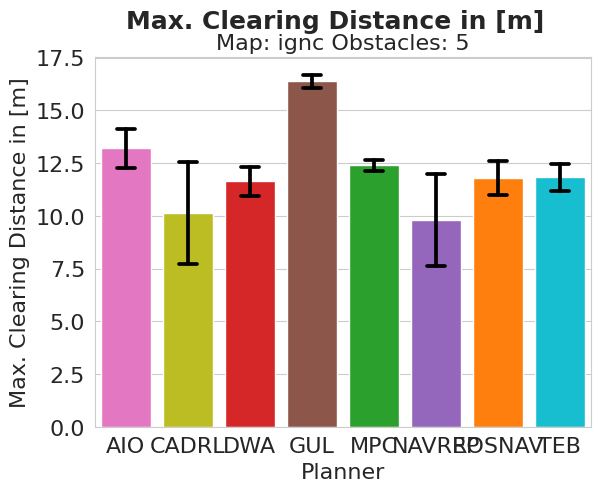 Max. Clearing Distance in [m]
Map: ignc Obstacles: 5
Max. Clearing Distance in [m]
17.5
15.0
12.5
10.0
7.5
5.0
2.5
0.0
AIO CADRL DWA GUL MPC NAVREP ROSNAV TEB
Planner